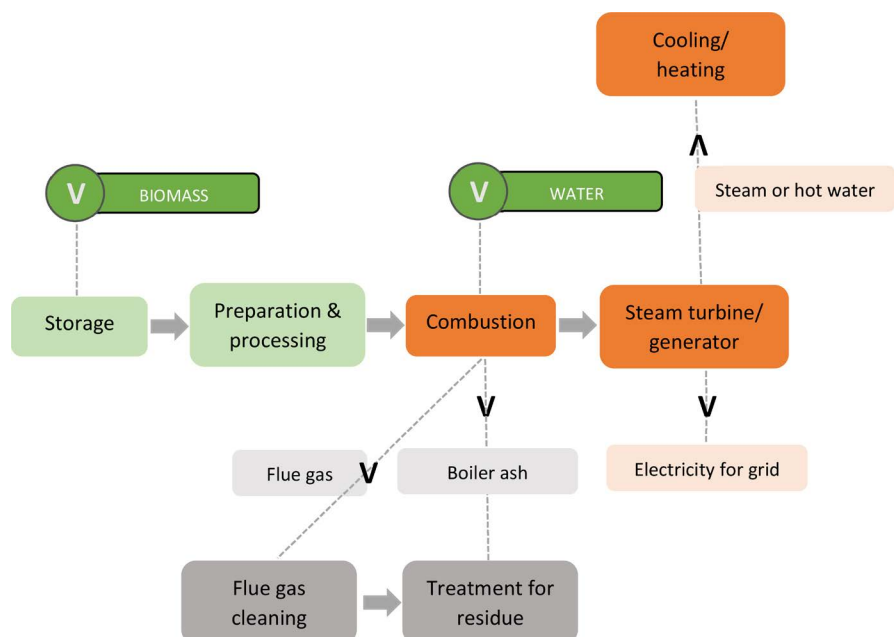 Cooling/
heating
V
BIOMASS
V
WATER
Steam or hot water
Storage
Preparation &
processing
Combustion
Steam turbine/
generator
Flue gas
Boiler ash
Electricity for grid
Flue gas
cleaning
Treatment for
residue